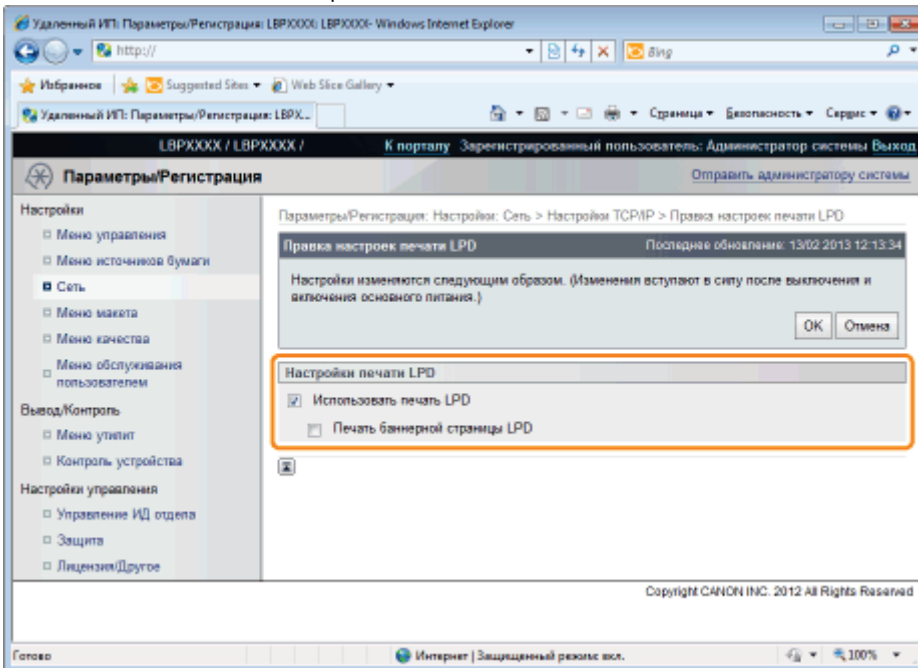 Удаленный ИП: Параметры/Регистрация: LBPXXXX: LBPXXXX- Windows Internet Explorer
http://
Bing
Избранное Suggested Sites Web Slice Gallery
Удаленный ИП: Параметры/Регистрация: LBPX... Страница Безопасность Сервис
LBPXXXX / LBPXXXX / К порталу Зарегистрированный пользователь: Администратор системы Выход
Параметры/Регистрация Отправить администратору системы
Настройки
Меню управления
Меню источников бумаги
Сеть
Меню макета
Меню качества
Меню обслуживания
пользователем
Вывод/Контроль
Меню утилит
Контроль устройства
Настройки управления
Управление ИД отдела
Защита
Лицензия/Другое
Параметры/Регистрация: Настройки: Сеть > Настройки TCP/IP > Правка настроек печати LPD
Правка настроек печати LPD Последнее обновление: 13/02 2013 12:13:34
Настройки изменяются следующим образом. (Изменения вступают в силу после выключения и
включения основного питания.)
OK Отмена
Настройки печати LPD
Использовать печать LPD
Печать баннерной страницы LPD
Copyright CANON INC. 2012 All Rights Reserved
Готово Интернет | Защищенный режим: вкл. 100%